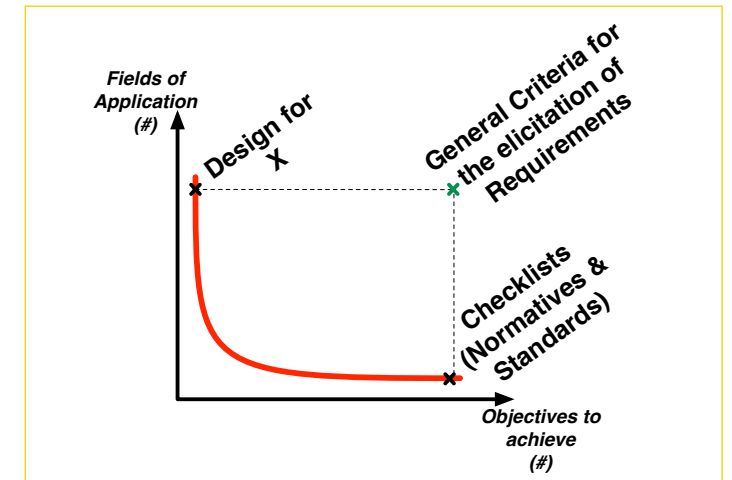 Fields of
Application
(#)
Design for
X
General Criteria for
the elicitation of
Requirements
Checklists
(Normatives &
Standards)
Objectives to
achieve
(#)